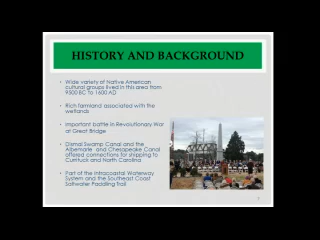 HISTORY AND BACKGROUND
• Wide variety of Native American
cultural groups lived in this area from
9500 BC to 1600 AD
• Rich farmland associated with the
wetlands
• Important battle in Revolutionary War
at Great Bridge
• Dismal Swamp Canal and the
Albemarle and Chesapeake Canal
offered connections for shipping to
Currituck and North Carolina
• Part of the Intracoastal Waterway
System and the Southeast Coast
Saltwater Paddling Trail